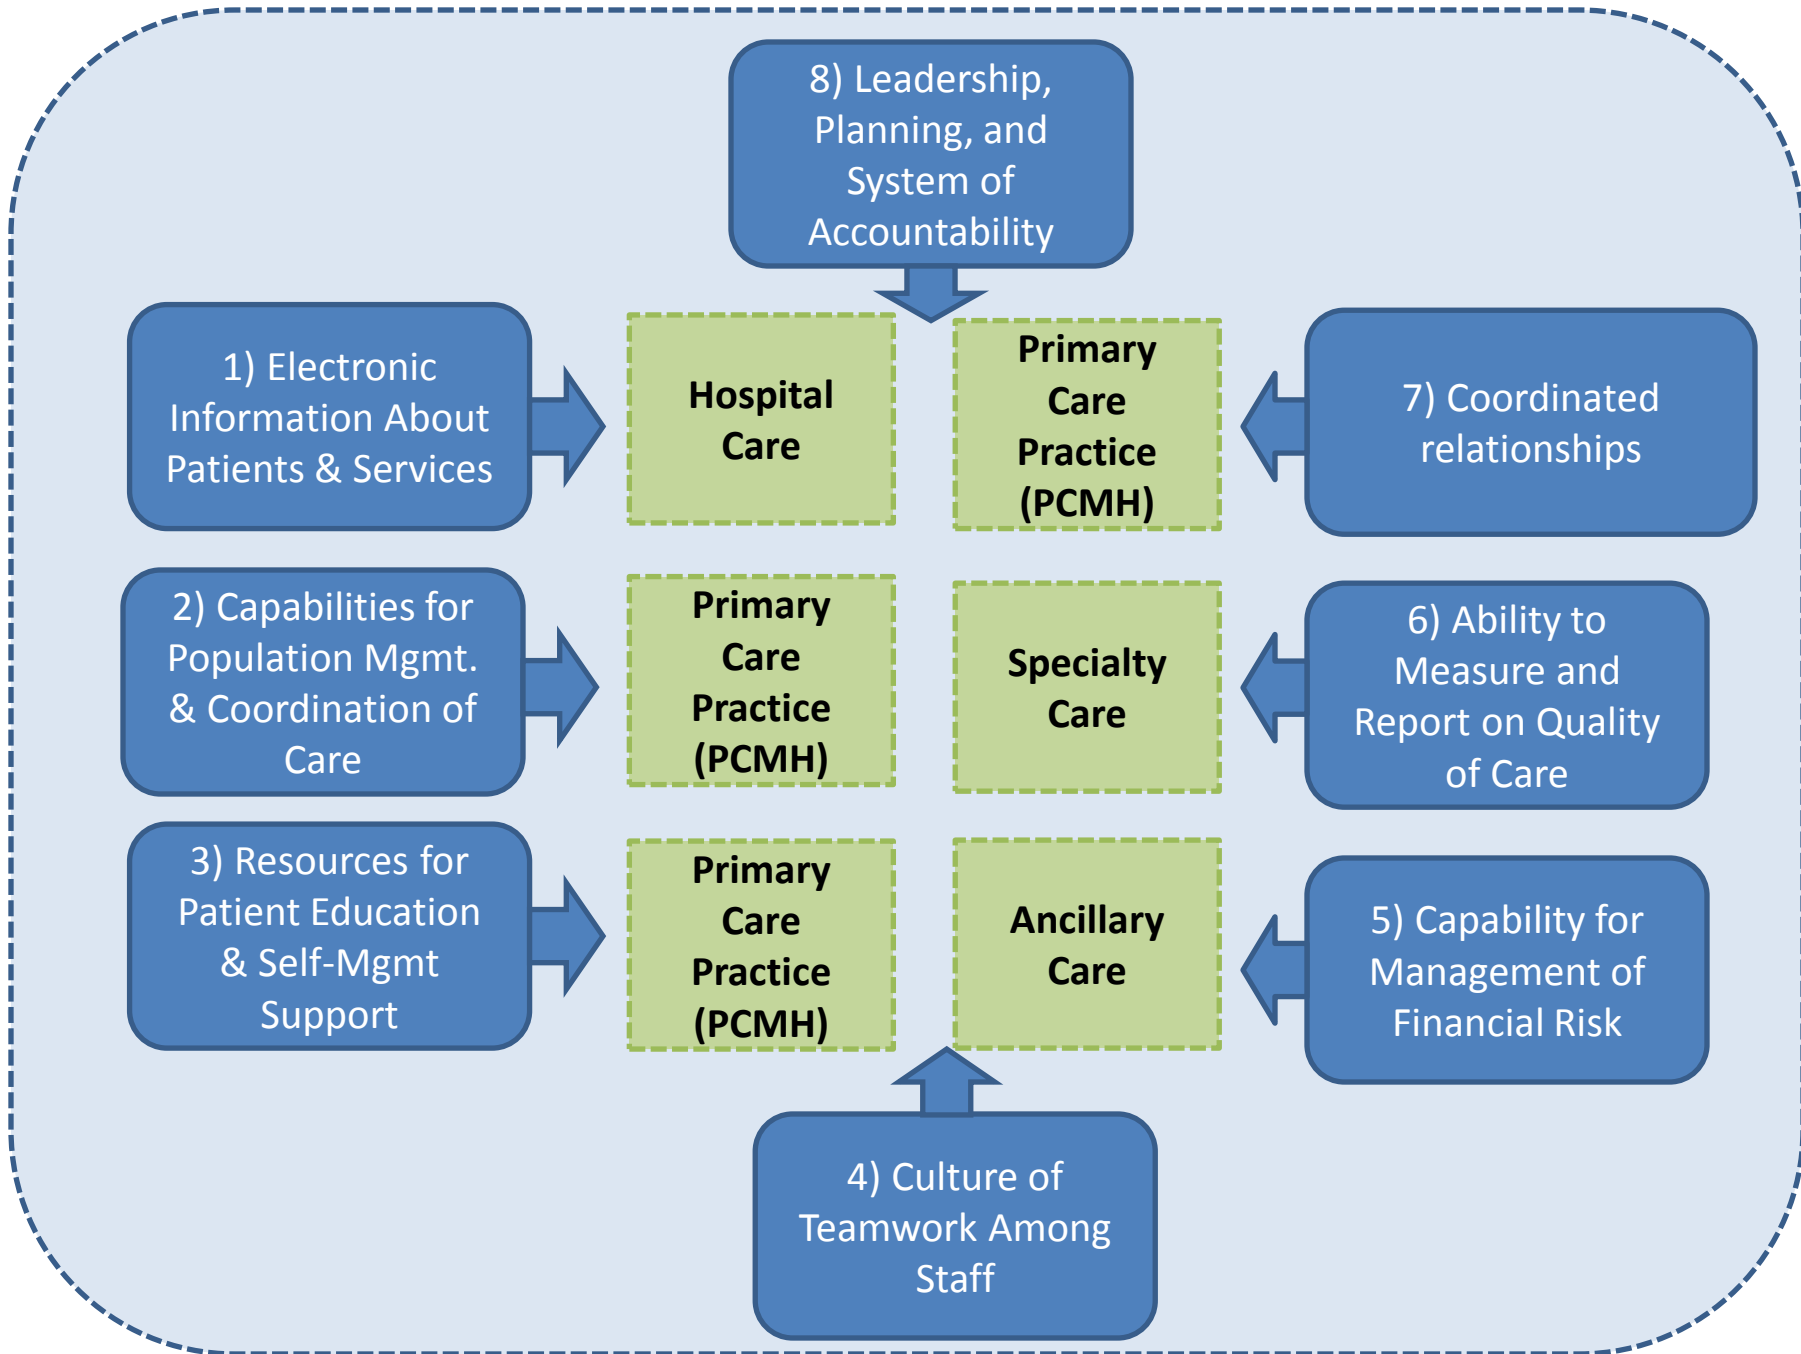 8) Leadership,
Planning, and
System of
Accountability
1) Electronic
Information About
Patients & Services
Hospital
Care
Primary
Care
Practice
(PCMH)
7) Coordinated
relationships
2) Capabilities for
Population Mgmt.
& Coordination of
Care
Primary
Care
Practice
(PCMH)
Specialty
Care
6) Ability to
Measure and
Report on Quality
of Care
3) Resources for
Patient Education
& Self-Mgmt
Support
Primary
Care
Practice
(PCMH)
Ancillary
Care
5) Capability for
Management of
Financial Risk
4) Culture of
Teamwork Among
Staff